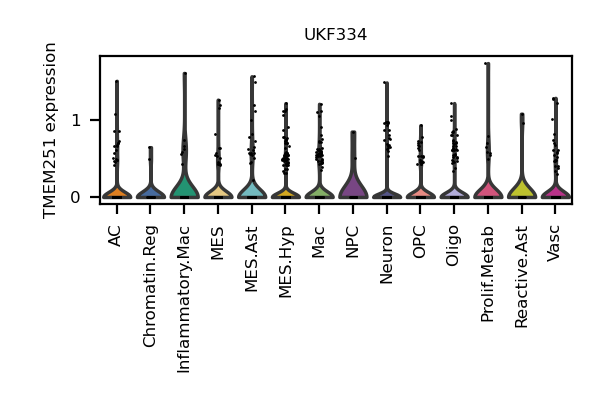 UKF334
TMEM251 expression
1
0
AC
Chromatin.Reg
Inflammatory.Mac
MES
MES.Ast
MES.Hyp
Mac
NPC
Neuron
OPC
Oligo
Prolif.Metab
Reactive.Ast
Vasc